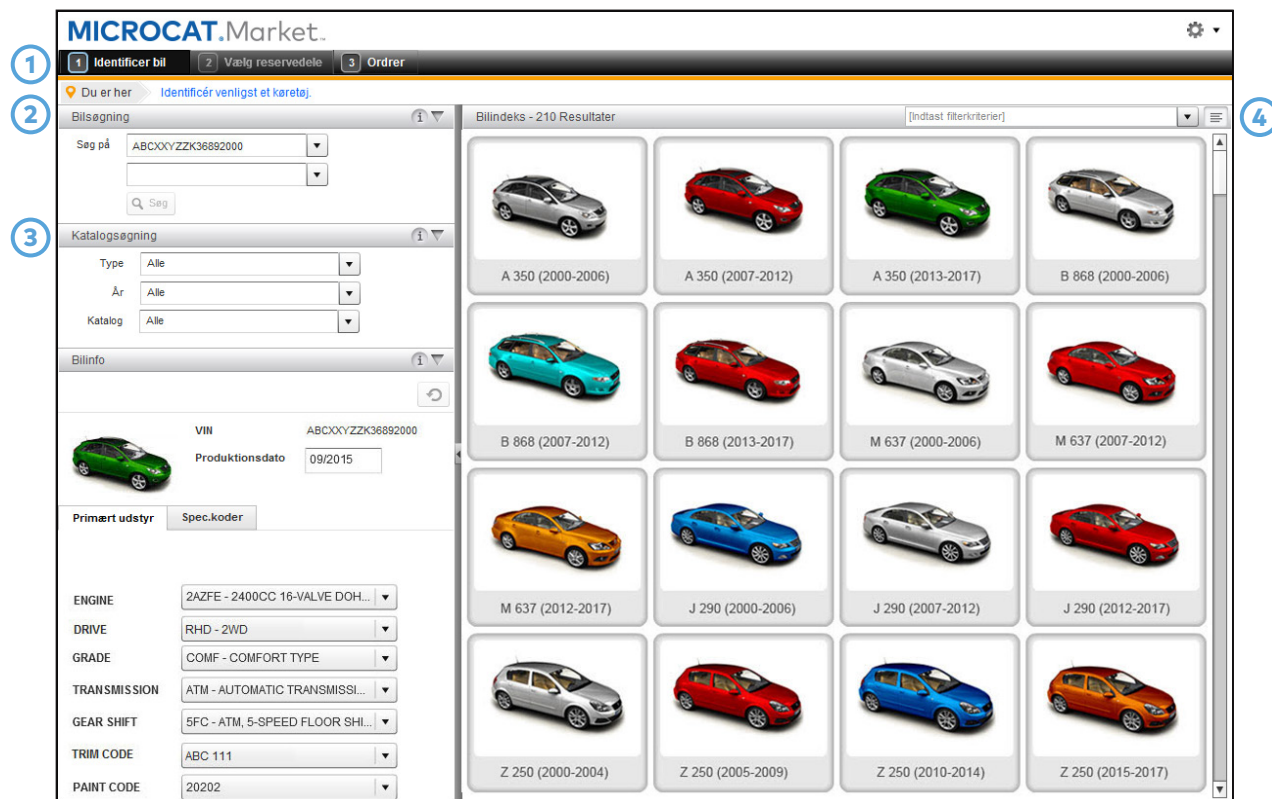 MICROCAT.Market™
1 Identificer bil 2 Vælg reservedele 3 Ordrer
1
Du er her Identificér venligst et køretøj.
2
Bilsøgning
Søg på ABCXXYZZK36892000
Søg
3
Katalogsøgning
Type Alle
År Alle
Katalog Alle
Bilinfo
VIN ABCXXYZZK36892000
Produktionsdato 09/2015
Primært udstyr Spec.koder
ENGINE 2AZFE - 2400CC 16-VALVE DOH...
DRIVE RHD - 2WD
GRADE COMF - COMFORT TYPE
TRANSMISSION ATM - AUTOMATIC TRANSMISSI...
GEAR SHIFT 5FC - ATM, 5-SPEED FLOOR SHI...
TRIM CODE ABC 111
PAINT CODE 20202
Bilindeks - 210 Resultater [Indtast filterkriterier]
4
A 350 (2000-2006) A 350 (2007-2012) A 350 (2013-2017) B 868 (2000-2006)
B 868 (2007-2012) B 868 (2013-2017) M 637 (2000-2006) M 637 (2007-2012)
M 637 (2012-2017) J 290 (2000-2006) J 290 (2007-2012) J 290 (2012-2017)
Z 250 (2000-2004) Z 250 (2005-2009) Z 250 (2010-2014) Z 250 (2015-2017)